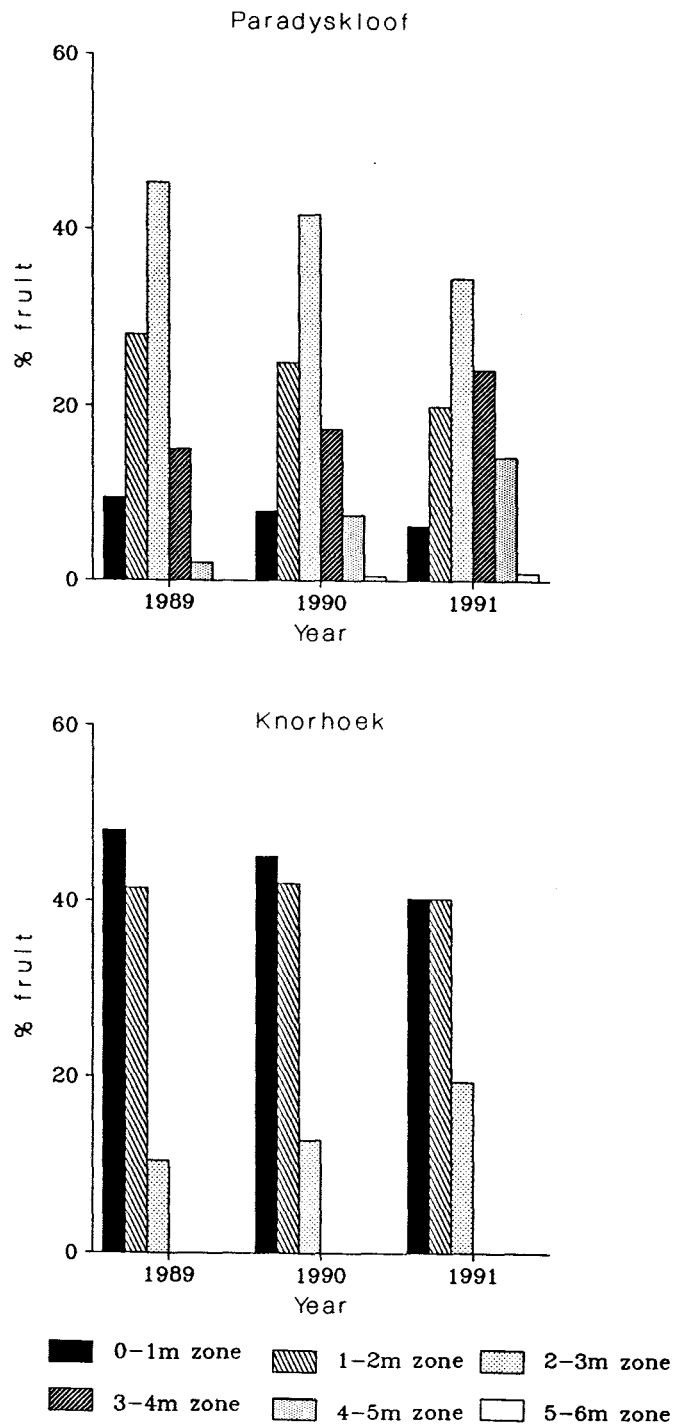 Paradyskloof
60
40
20
0
% fruit
1989 1990 1991
Year
Knorhoek
60
40
20
0
% fruit
1989 1990 1991
Year
0-1m zone 1-2m zone 2-3m zone
3-4m zone 4-5m zone 5-6m zone